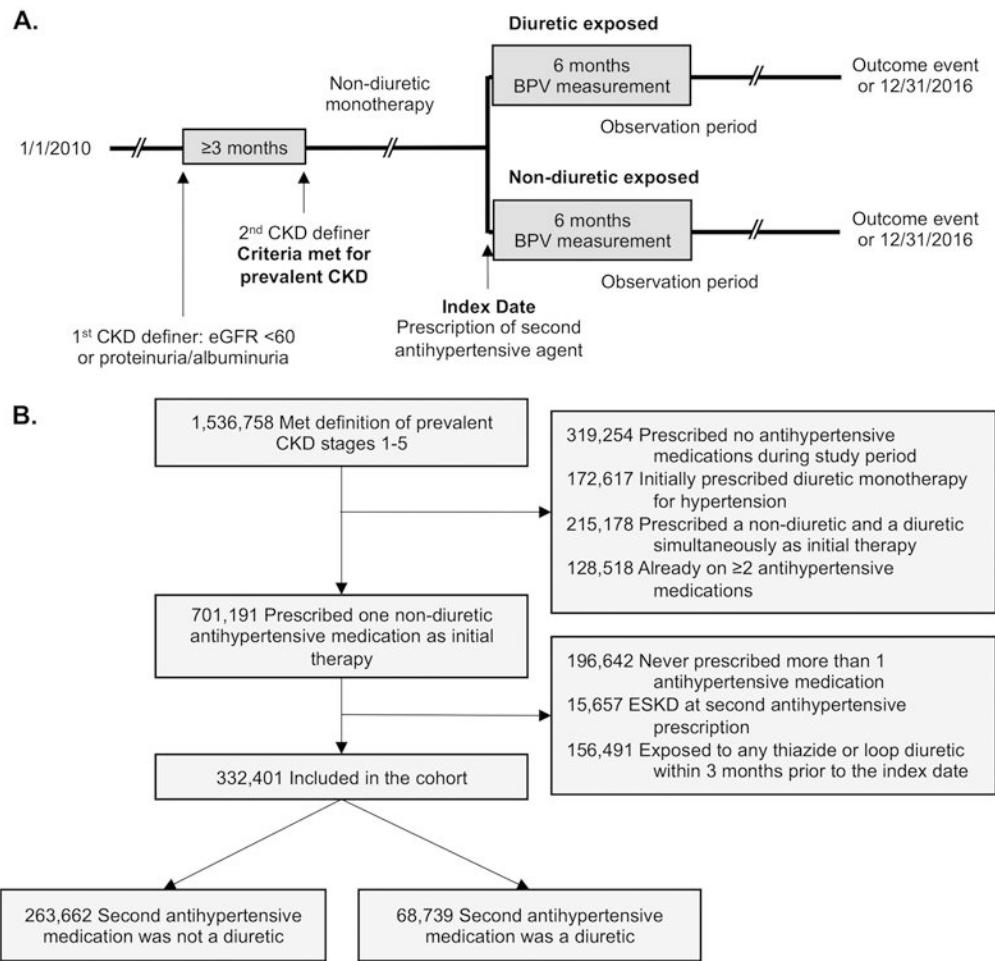 A.
Diuretic exposed
6 months
BPV measurement
Outcome event
or 12/31/2016
Non-diuretic
monotherapy
Observation period
1/1/2010
≥3 months
Non-diuretic exposed
6 months
BPV measurement
Outcome event
or 12/31/2016
2nd CKD definer
Criteria met for
prevalent CKD
Observation period
Index Date
Prescription of second
antihypertensive agent
1st CKD definer: eGFR <60
or proteinuria/albuminuria
B.
1,536,758 Met definition of prevalent
CKD stages 1-5
319,254 Prescribed no antihypertensive
medications during study period
172,617 Initially prescribed diuretic monotherapy
for hypertension
215,178 Prescribed a non-diuretic and a diuretic
simultaneously as initial therapy
128,518 Already on ≥2 antihypertensive
medications
701,191 Prescribed one non-diuretic
antihypertensive medication as initial
therapy
196,642 Never prescribed more than 1
antihypertensive medication
15,657 ESKD at second antihypertensive
prescription
156,491 Exposed to any thiazide or loop diuretic
within 3 months prior to the index date
332,401 Included in the cohort
263,662 Second antihypertensive
medication was not a diuretic
68,739 Second antihypertensive
medication was a diuretic